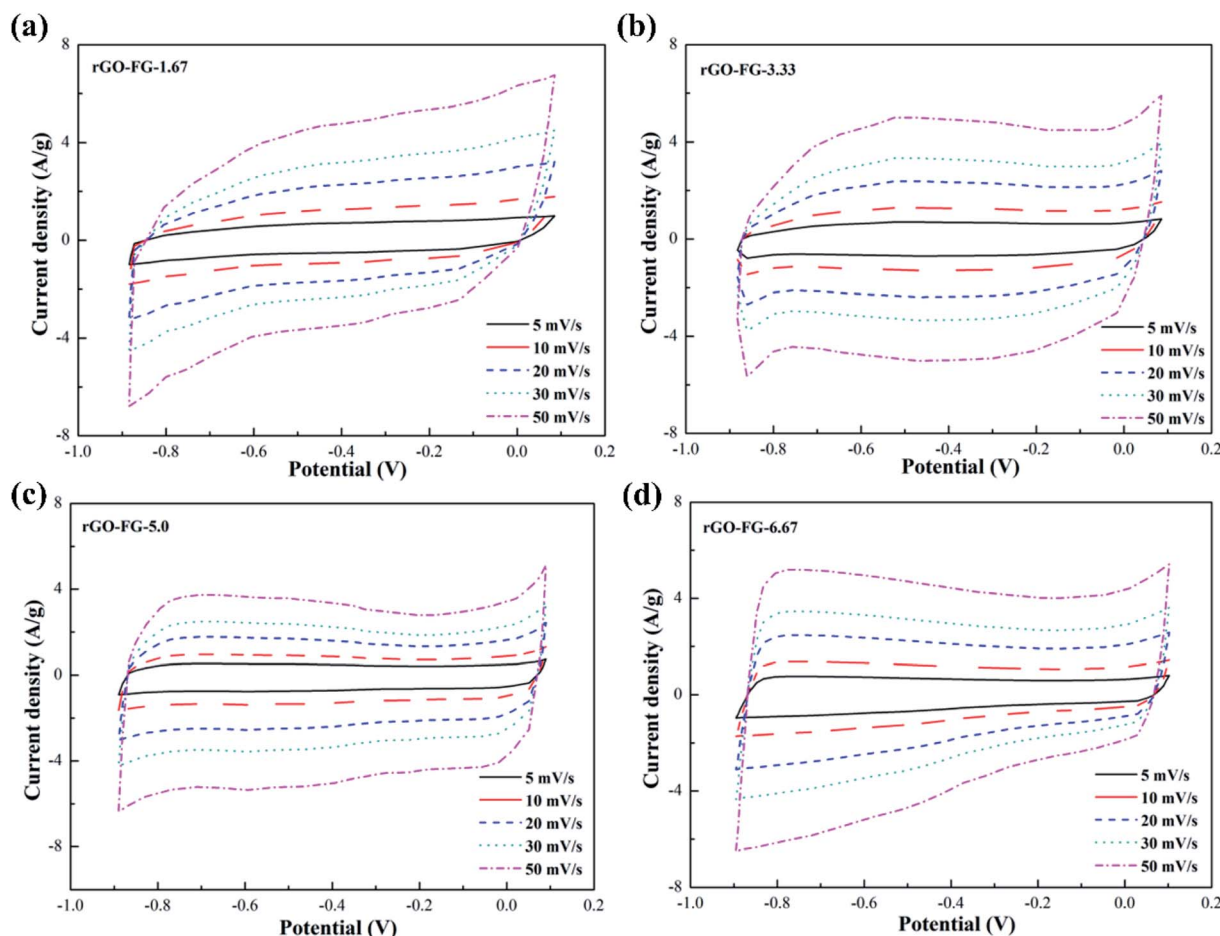 (a)
8
rGO-FG-1.67
4
0
-4
-8
Current density (A/g)
5 mV/s
10 mV/s
20 mV/s
30 mV/s
50 mV/s
-1.0 -0.8 -0.6 -0.4 -0.2 0.0 0.2
Potential (V)
(b)
8
rGO-FG-3.33
4
0
-4
-8
Current density (A/g)
5 mV/s
10 mV/s
20 mV/s
30 mV/s
50 mV/s
-1.0 -0.8 -0.6 -0.4 -0.2 0.0 0.2
Potential (V)
(c)
8
rGO-FG-5.0
4
0
-4
-8
-10
Current density (A/g)
5 mV/s
10 mV/s
20 mV/s
30 mV/s
50 mV/s
-1.0 -0.8 -0.6 -0.4 -0.2 0.0 0.2
Potential (V)
(d)
8
rGO-FG-6.67
4
0
-4
-8
Current density (A/g)
5 mV/s
10 mV/s
20 mV/s
30 mV/s
50 mV/s
-1.0 -0.8 -0.6 -0.4 -0.2 0.0 0.2
Potential (V)